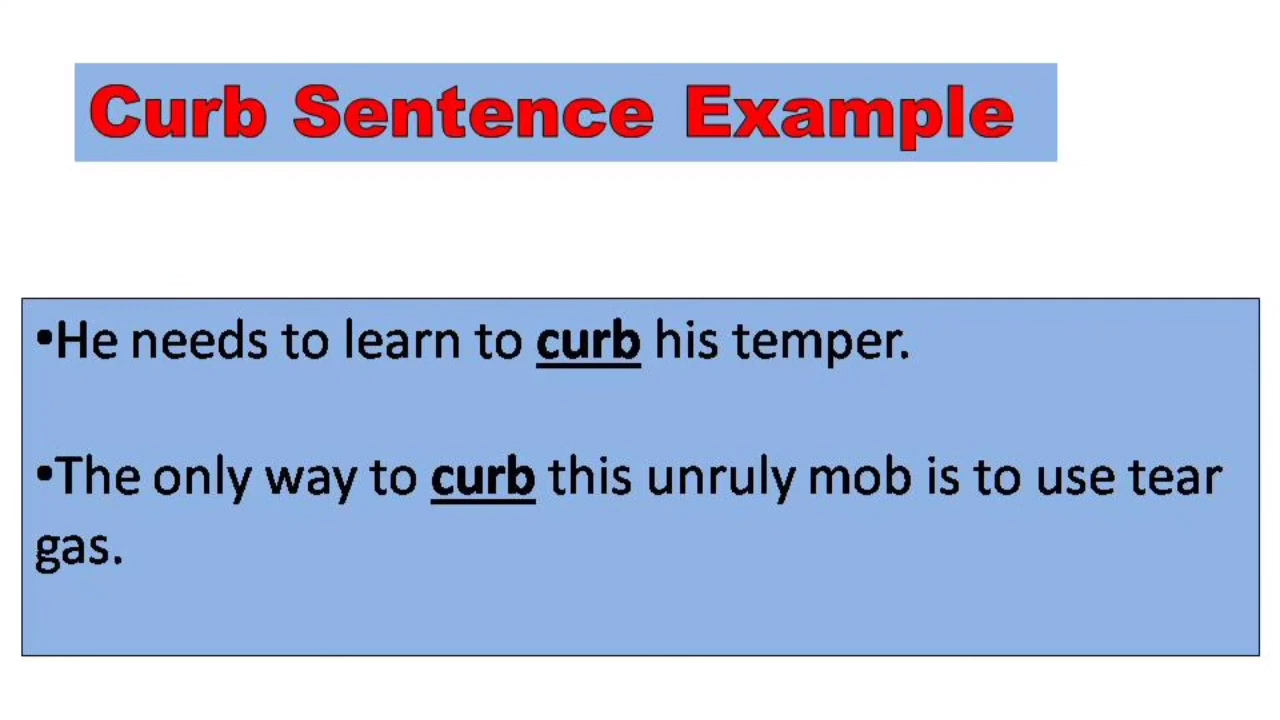 Curb Sentence Example
•He needs to learn to curb his temper.
•The only way to curb this unruly mob is to use tear
gas.